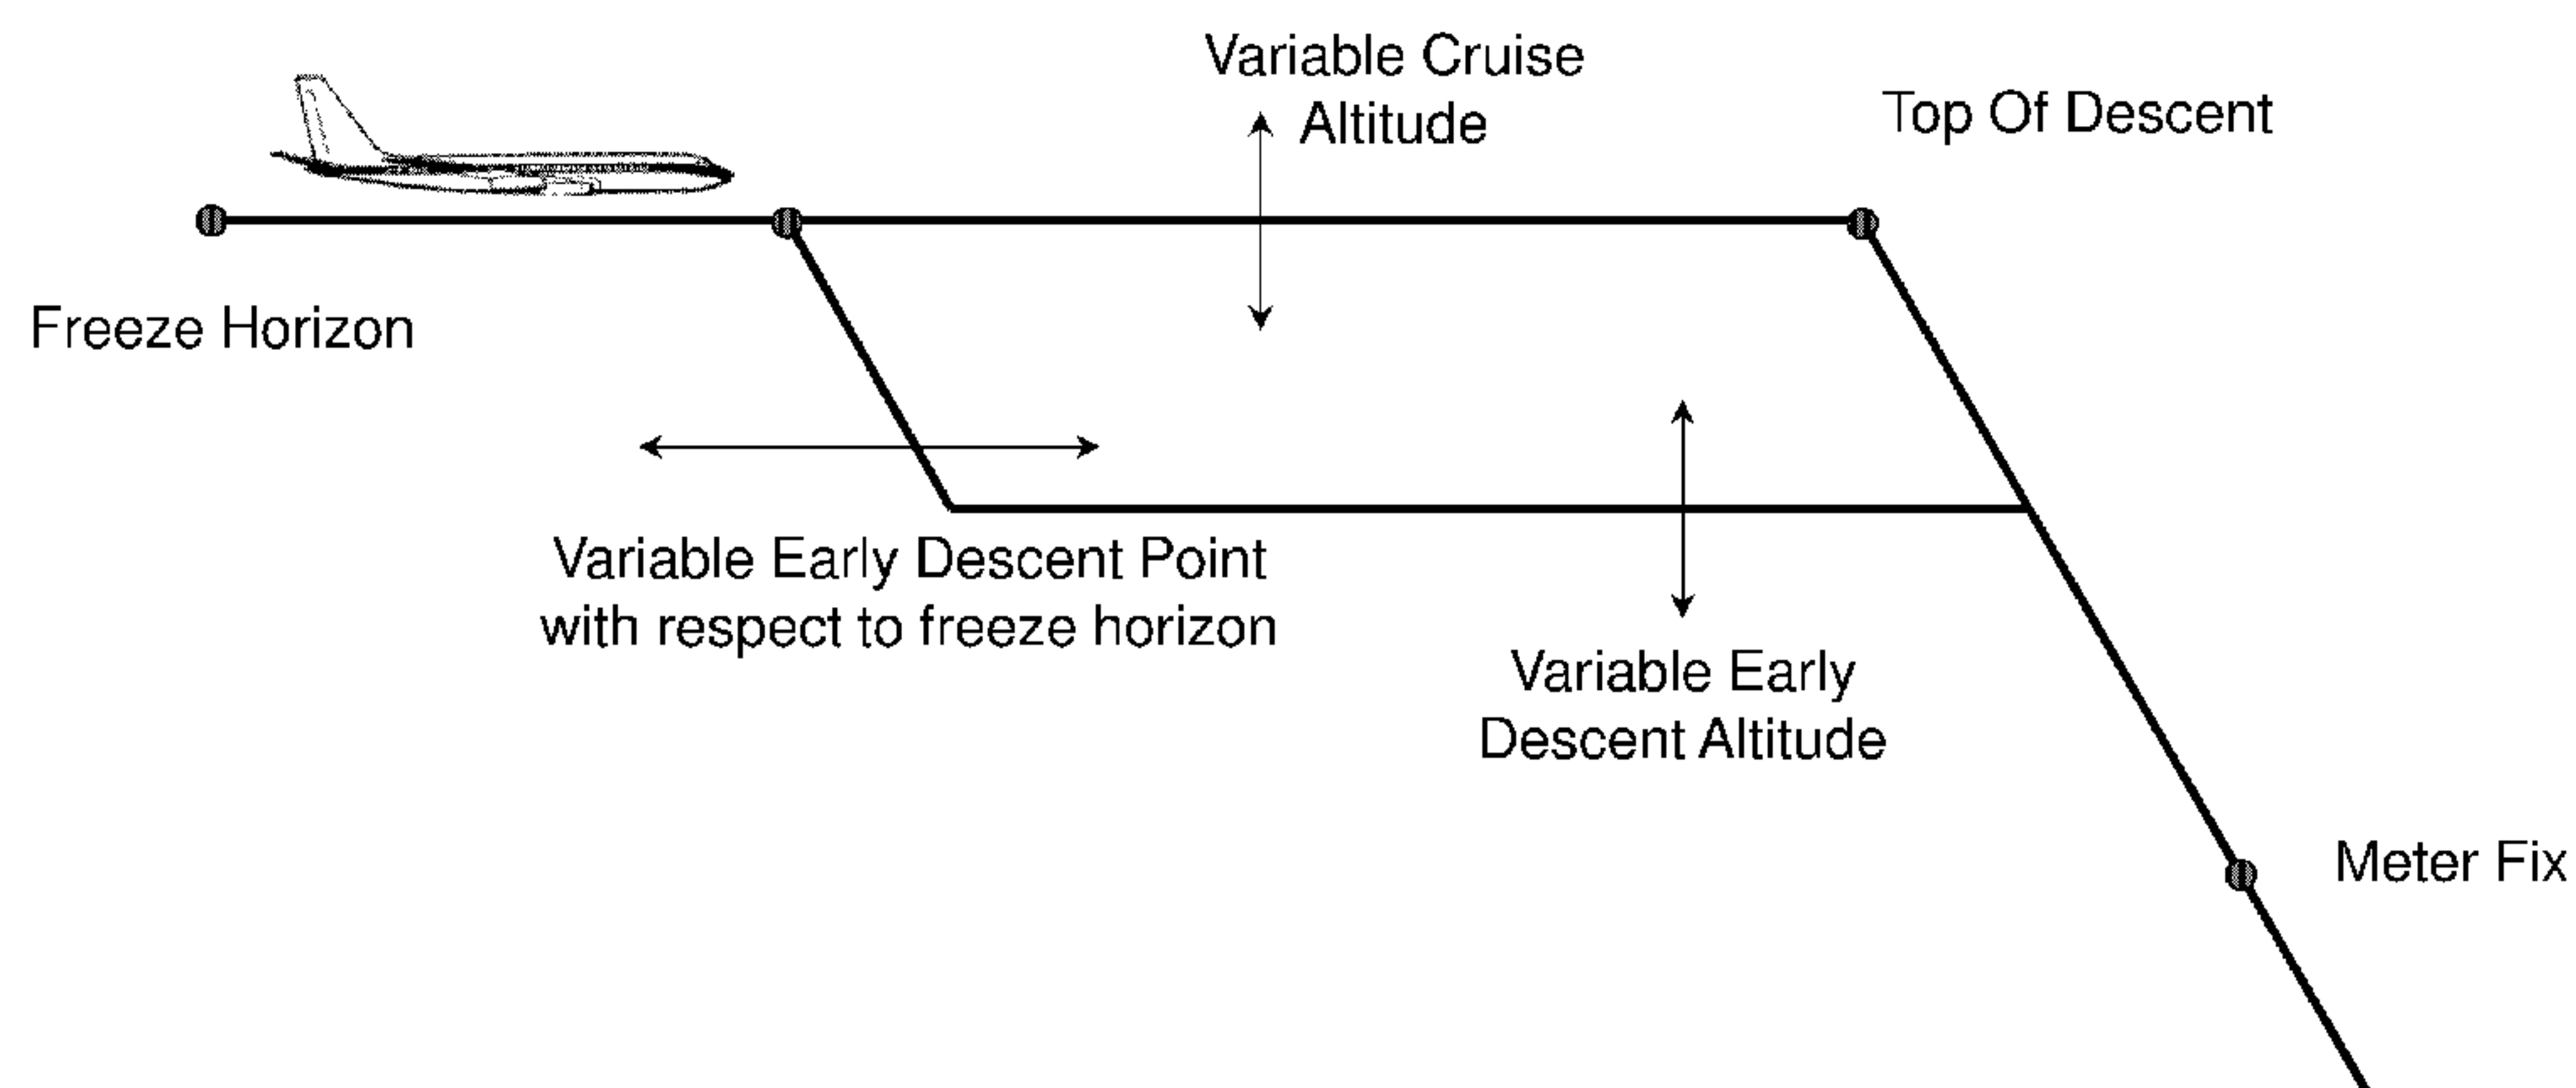 Variable Cruise
Altitude
Top Of Descent
Freeze Horizon
Variable Early Descent Point
with respect to freeze horizon
Variable Early
Descent Altitude
Meter Fix